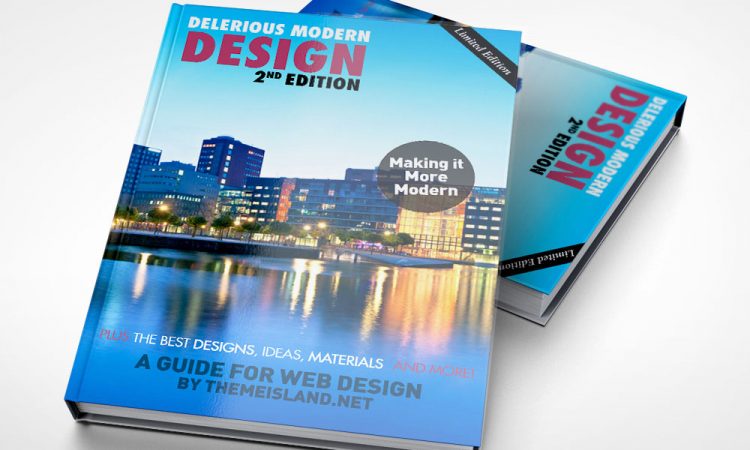 DELERIOUS MODERN
DESIGN
2ND EDITION
Limited Edition
Making it
More
Modern
PLUS THE BEST DESIGNS, IDEAS, MATERIALS AND MORE!
A GUIDE FOR WEB DESIGN
BY THEMEISLAND.NET
DELERIOUS MODERN
DESIGN
2ND EDITION
Limited Edition